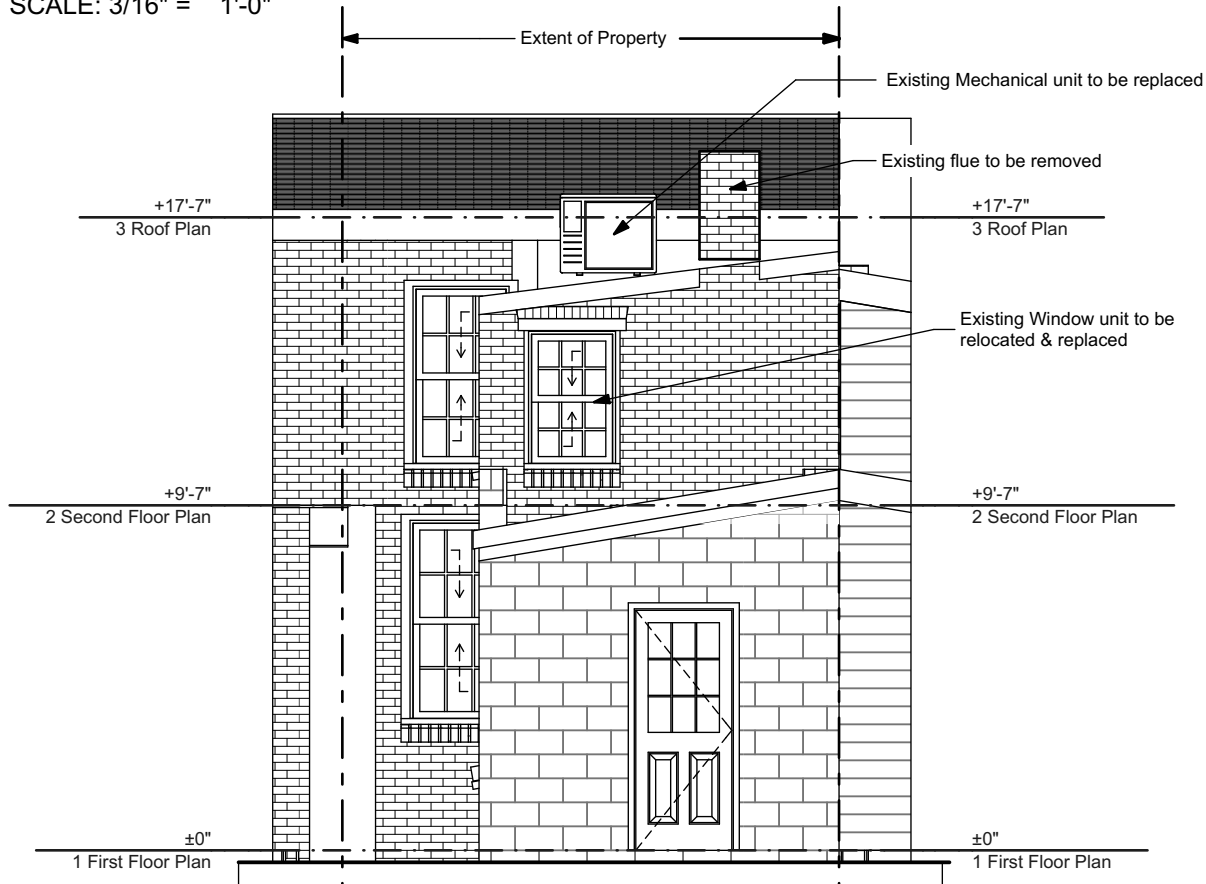 SCALE: 3/16" = 1'-0"
Extent of Property
Existing Mechanical unit to be replaced
Existing flue to be removed
+17'-7"
3 Roof Plan
+17'-7"
3 Roof Plan
Existing Window unit to be
relocated & replaced
+9'-7"
2 Second Floor Plan
+9'-7"
2 Second Floor Plan
±0"
1 First Floor Plan
±0"
1 First Floor Plan